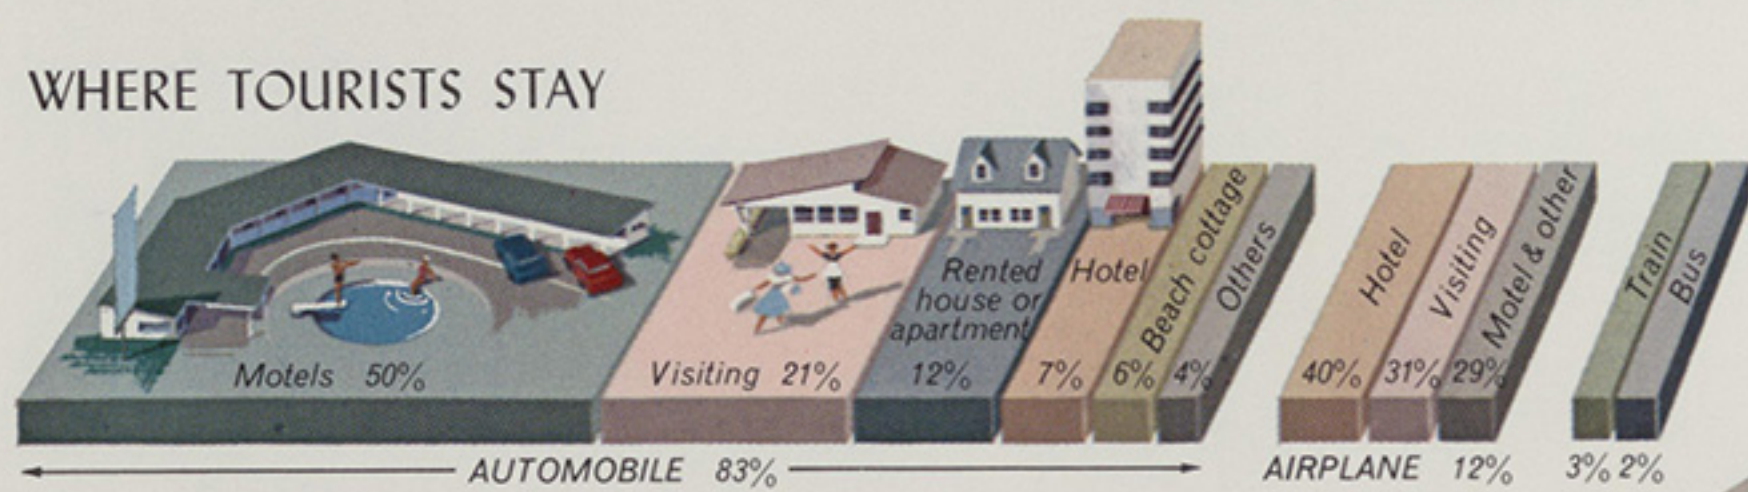 WHERE TOURISTS STAY
Motels 50%
Visiting 21%
Rented
house or
apartment
12%
Hotel
7%
Beach cottage
6%
Others
4%
AUTOMOBILE 83%
Hotel
40%
Visiting
31%
Motel & other
29%
AIRPLANE 12%
Train
3%
Bus
2%